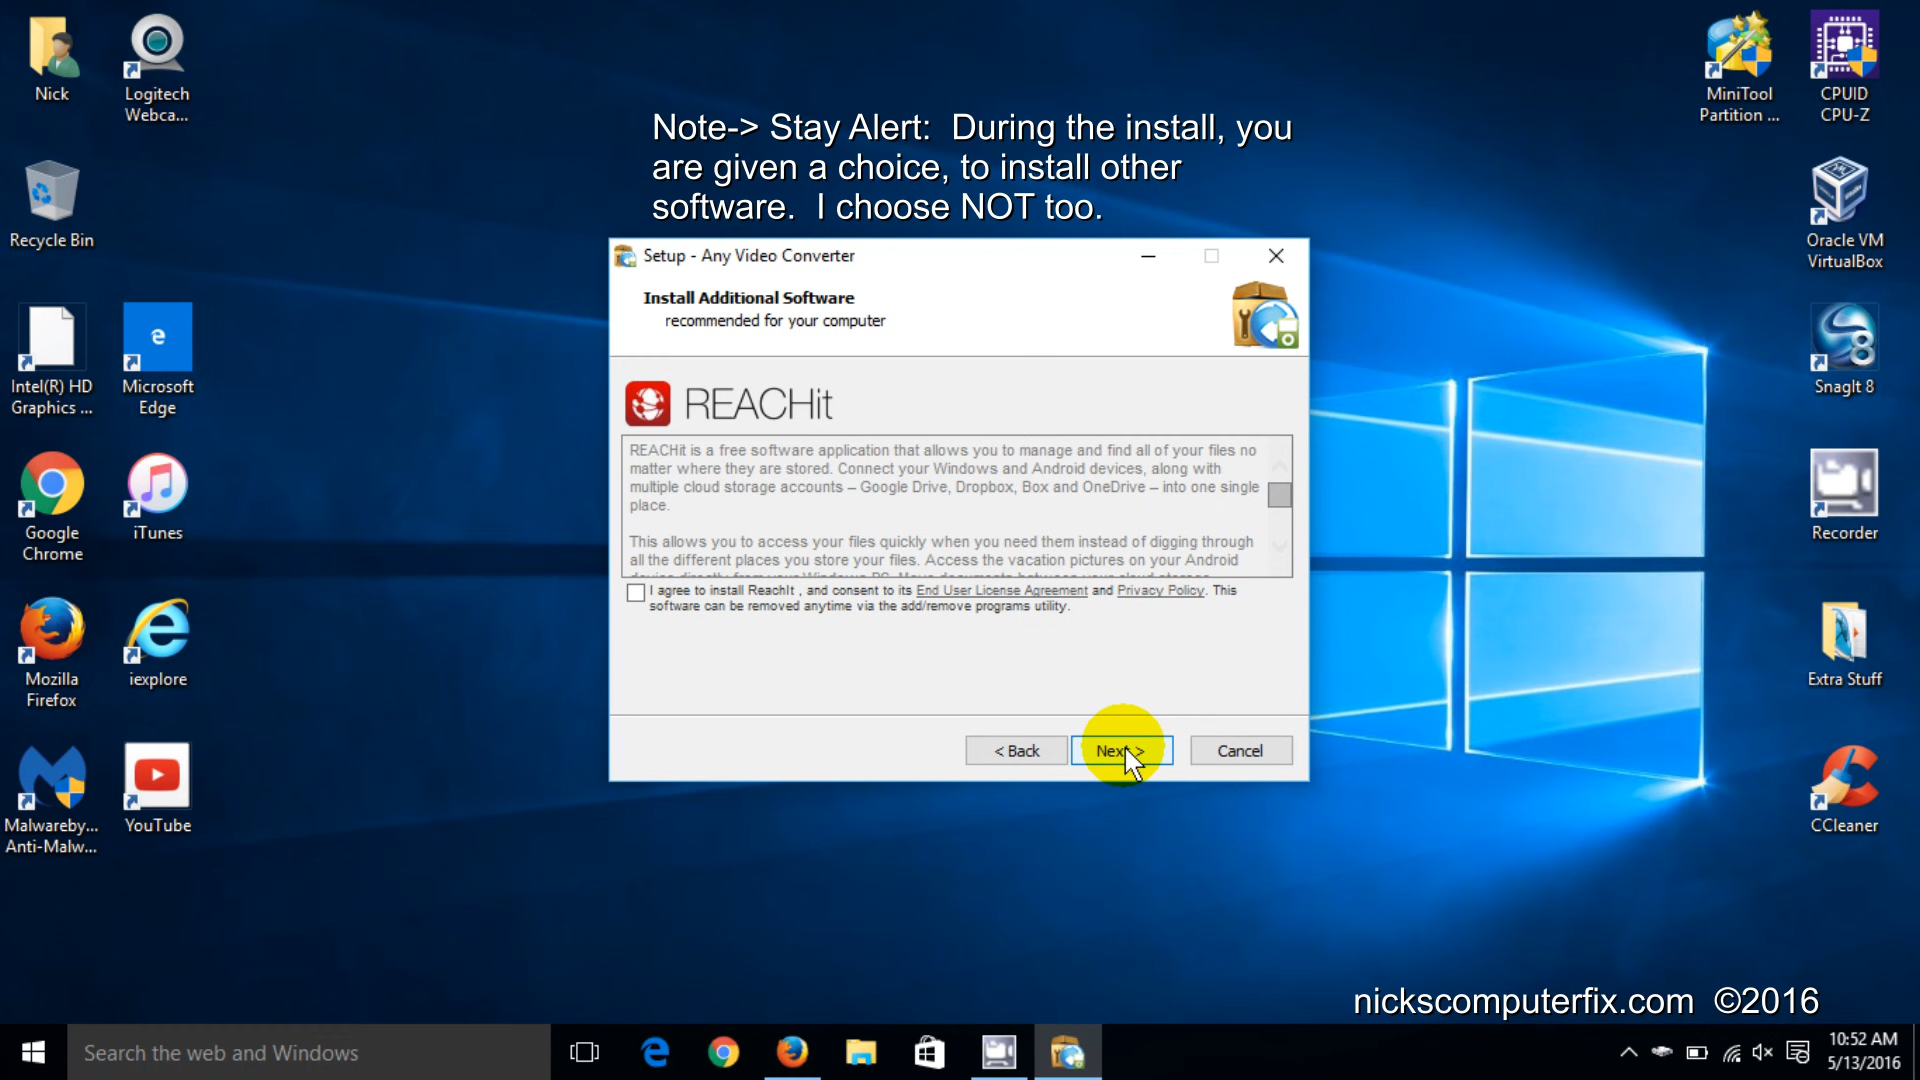 Nick
Logitech
Webca...
Recycle Bin
Intel(R) HD
Graphics ...
Microsoft
Edge
Google
Chrome
iTunes
Mozilla
Firefox
iexplore
Malwareby...
Anti-Malw...
YouTube
Note-> Stay Alert:  During the install, you
are given a choice, to install other
software.  I choose NOT too.
Setup - Any Video Converter
Install Additional Software
recommended for your computer
REACHit
REACHit is a free software application that allows you to manage and find all of your files no
matter where they are stored. Connect your Windows and Android devices, along with
multiple cloud storage accounts – Google Drive, Dropbox, Box and OneDrive – into one single
place.
This allows you to access your files quickly when you need them instead of digging through
all the different places you store your files. Access the vacation pictures on your Android
I agree to install ReachIt , and consent to its End User License Agreement and Privacy Policy. This
software can be removed anytime via the add/remove programs utility.
< Back
Next >
Cancel
MiniTool
Partition ...
CPUID
CPU-Z
Oracle VM
VirtualBox
SnagIt 8
Recorder
Extra Stuff
CCleaner
nickscomputerfix.com  ©2016
Search the web and Windows
10:52 AM
5/13/2016